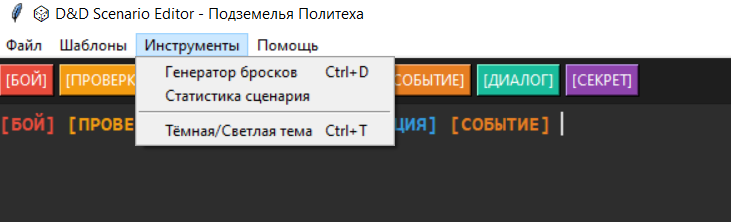 D&D Scenario Editor - Подземелья Политеха
Файл Шаблоны Инструменты Помощь
[БОЙ] [ПРОВЕРК СОБЫТИЕ] [ДИАЛОГ] [СЕКРЕТ]
Генератор бросков Ctrl+D
Статистика сценария
[БОЙ] [ПРОВЕ ЦИЯ] [СОБЫТИЕ]
Тёмная/Светлая тема Ctrl+T